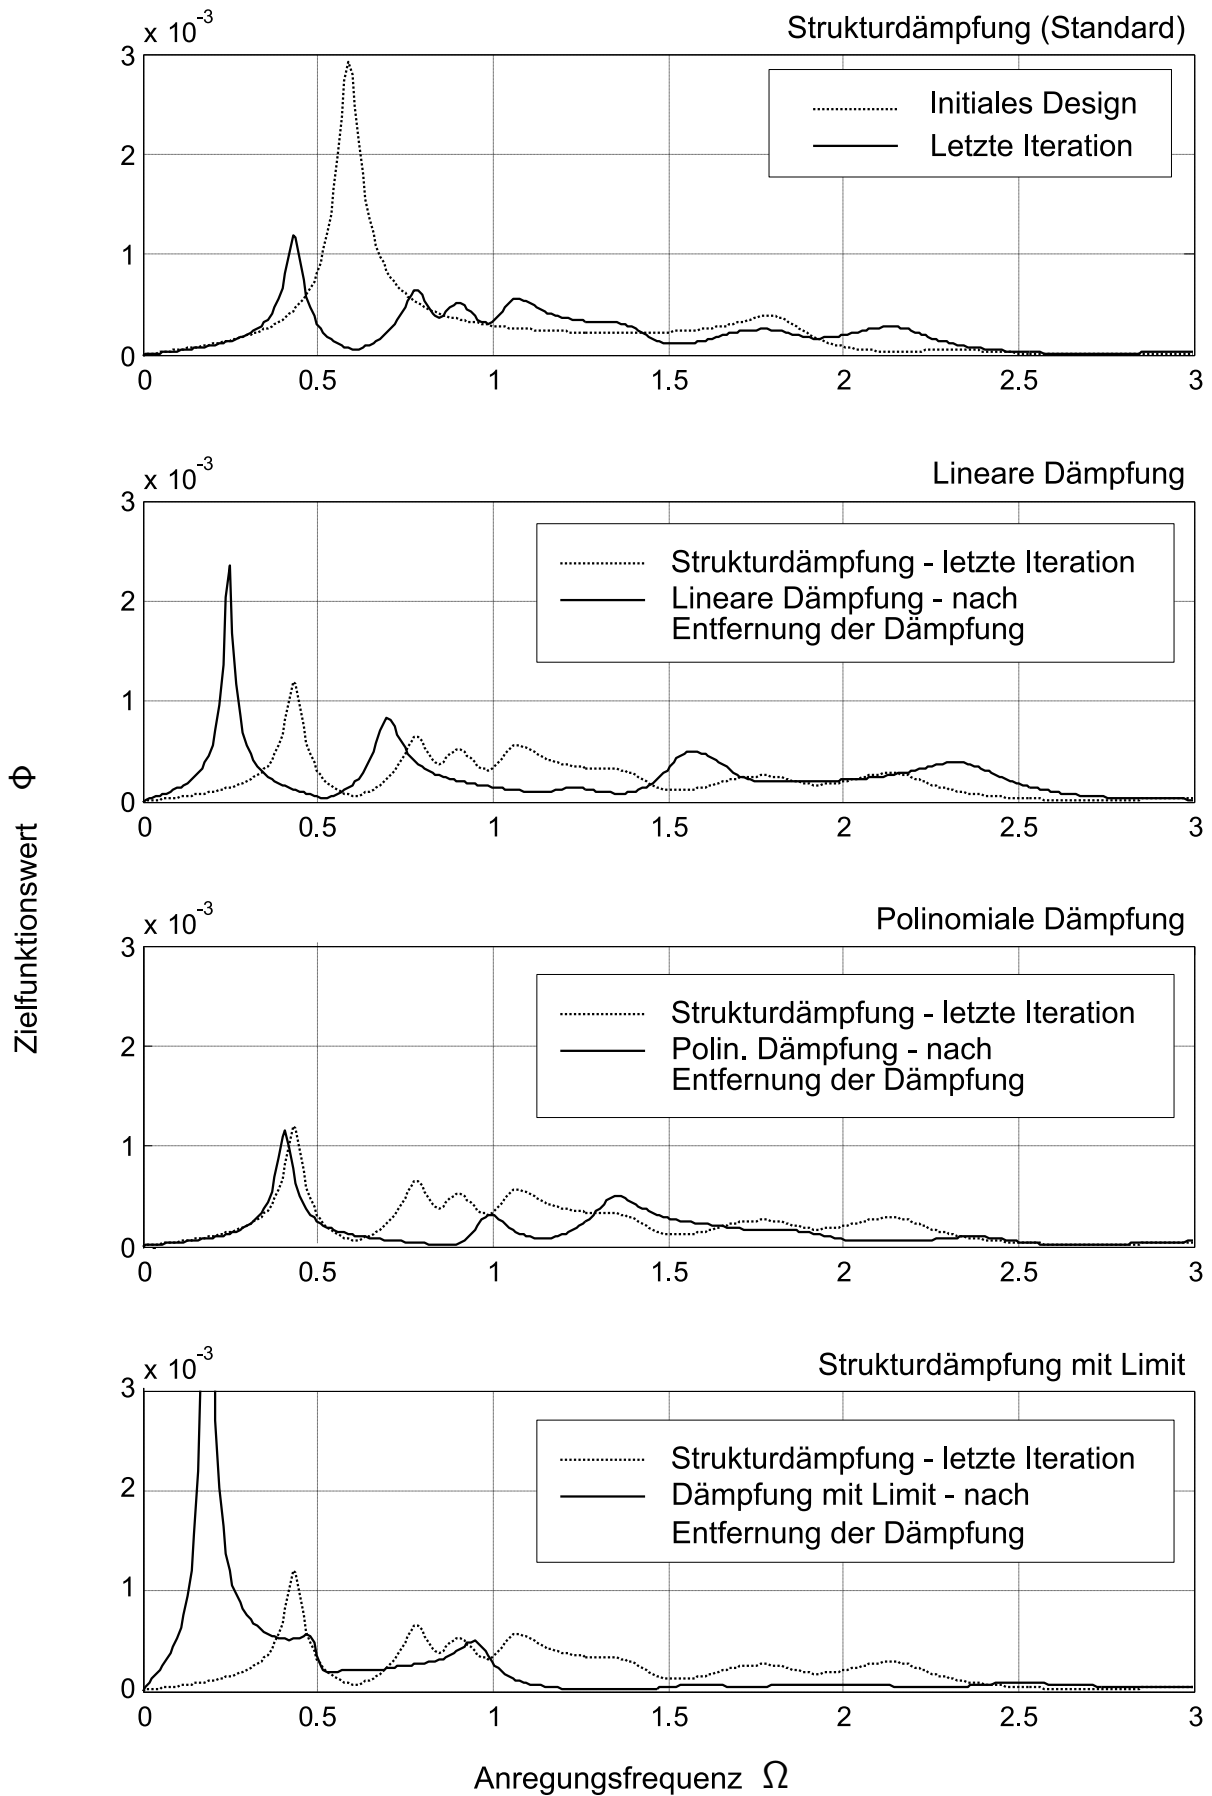 Strukturdämpfung (Standard)
x 10-3
3
2
1
0
0 0.5 1 1.5 2 2.5 3
Initiales Design
Letzte Iteration
Lineare Dämpfung
x 10-3
3
2
1
0
0 0.5 1 1.5 2 2.5 3
Strukturdämpfung - letzte Iteration
Lineare Dämpfung - nach
Entfernung der Dämpfung
Zielfunktionswert Φ
Polinomiale Dämpfung
x 10-3
3
2
1
0
0 0.5 1 1.5 2 2.5 3
Strukturdämpfung - letzte Iteration
Polin. Dämpfung - nach
Entfernung der Dämpfung
Strukturdämpfung mit Limit
x 10-3
3
2
1
0
0 0.5 1 1.5 2 2.5 3
Strukturdämpfung - letzte Iteration
Dämpfung mit Limit - nach
Entfernung der Dämpfung
Anregungsfrequenz Ω